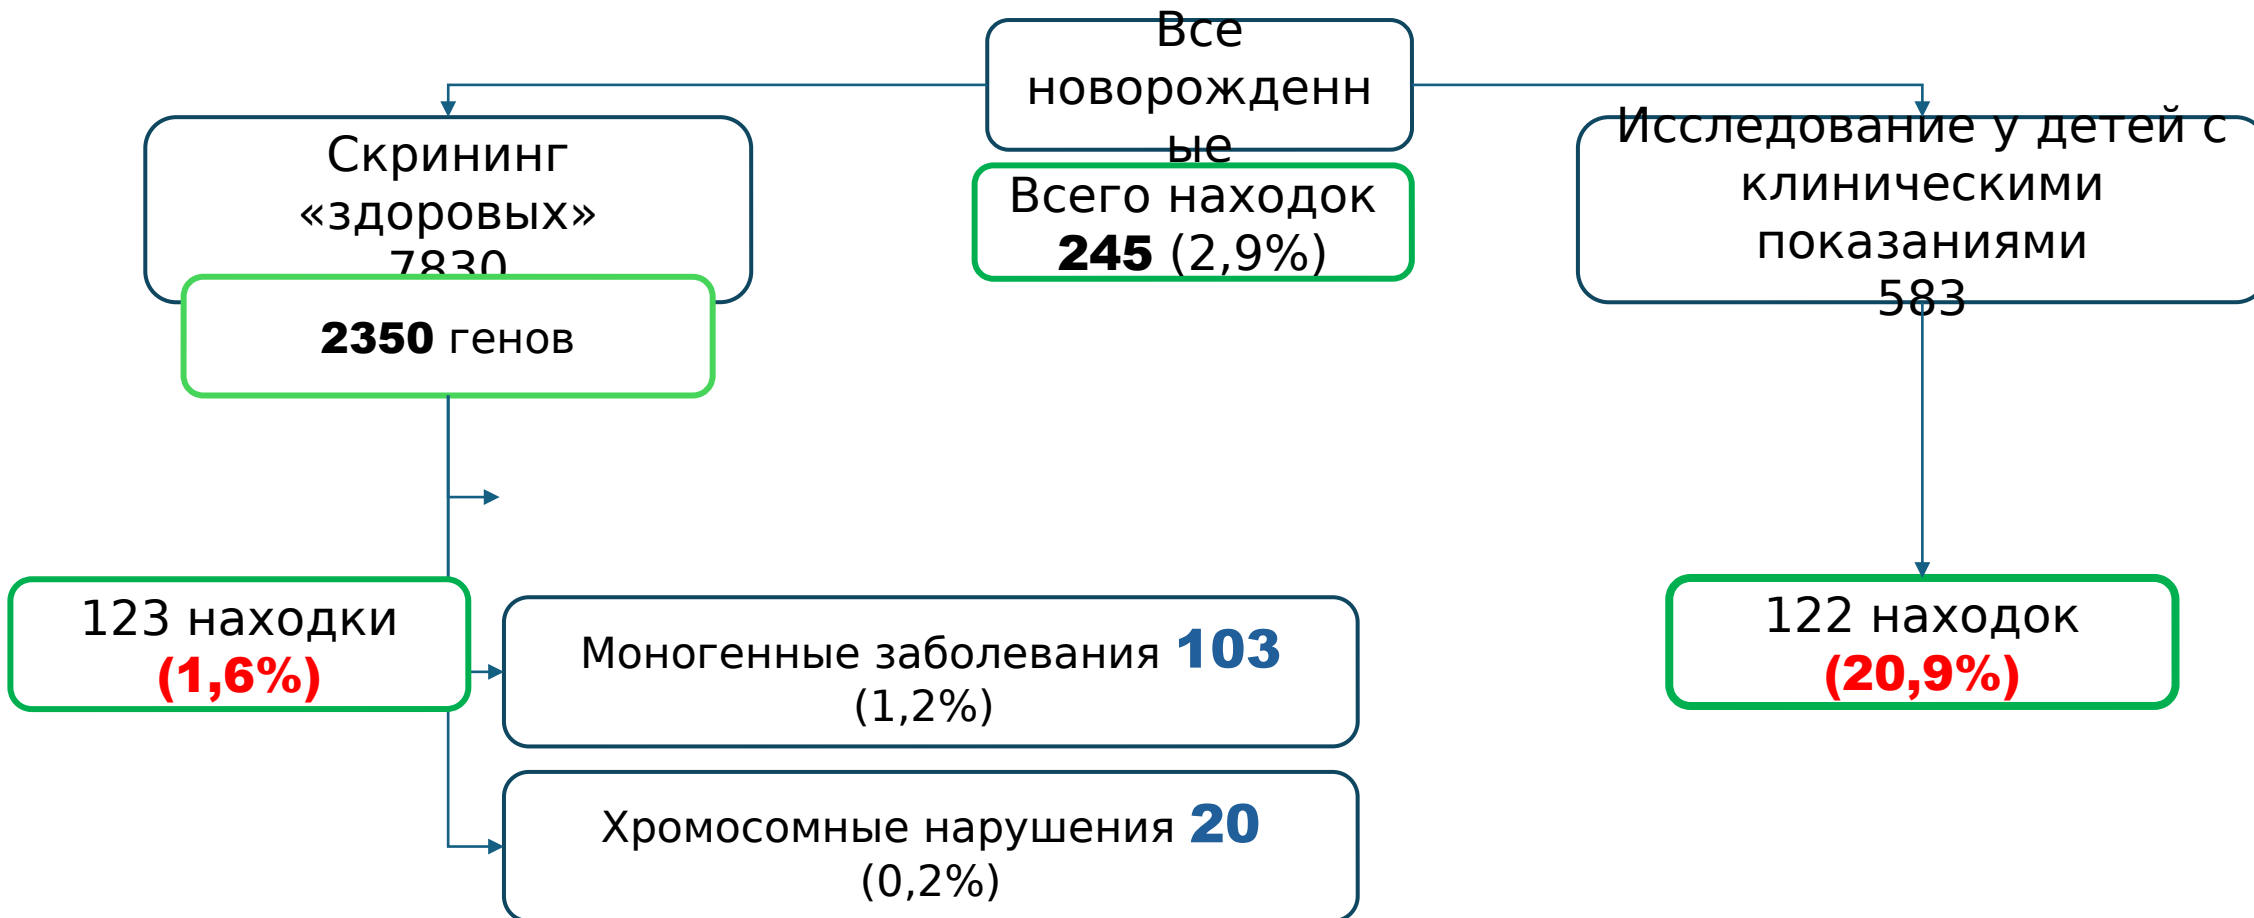 Все
новорожденн
ые
Скрининг
«здоровых»
7830
2350 генов
Всего находок
245 (2,9%)
Исследование у детей с
клиническими
показаниями
583
123 находки
(1,6%)
Моногенные заболевания 103
(1,2%)
Хромосомные нарушения 20
(0,2%)
122 находок
(20,9%)